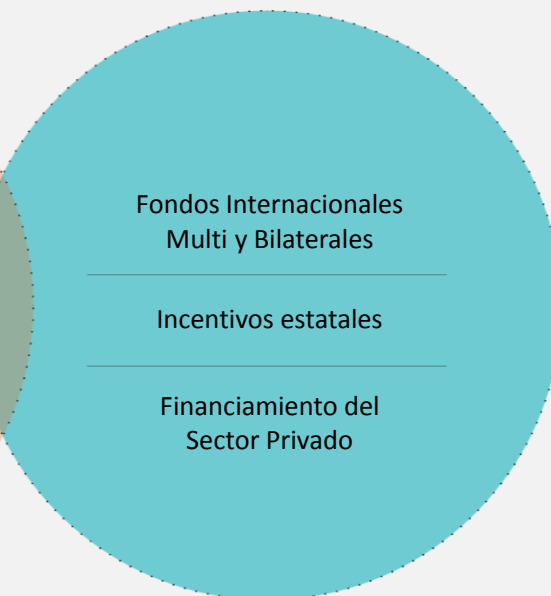 Fondos Internacionales
Multi y Bilaterales
Incentivos estatales
Financiamiento del
Sector Privado